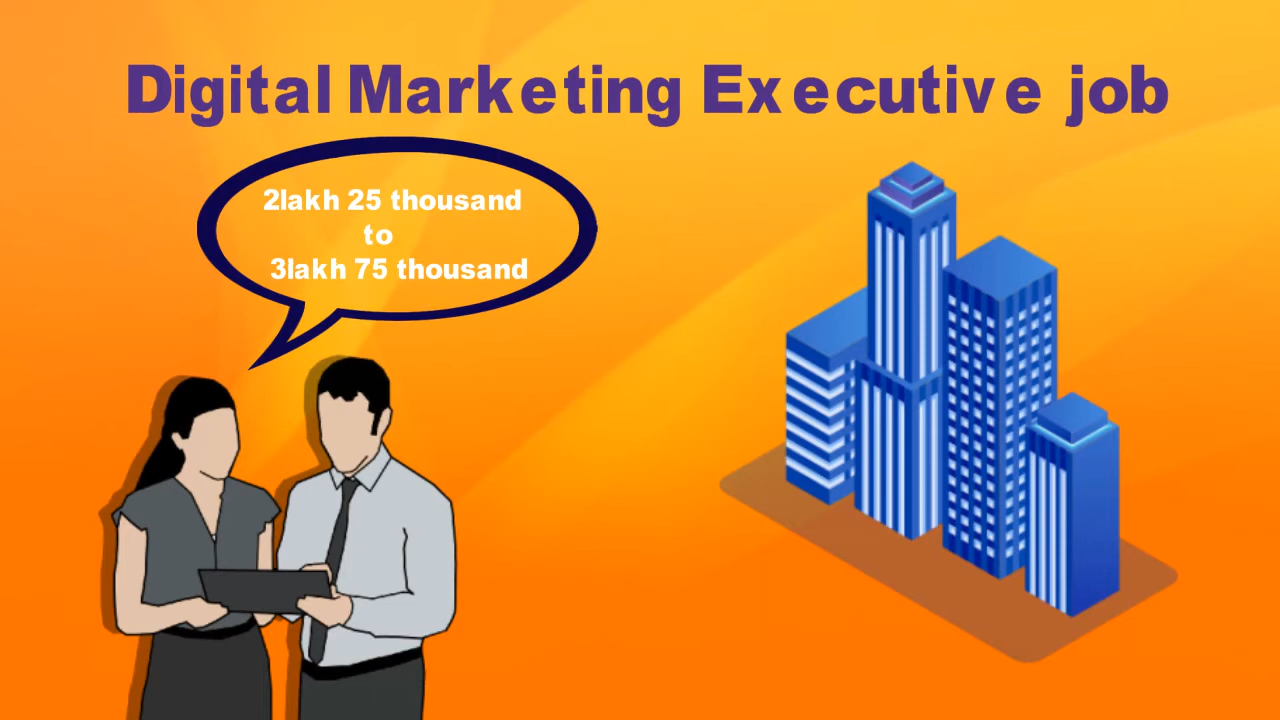 Digital Marketing Executive job
2lakh 25 thousand
to
3lakh 75 thousand